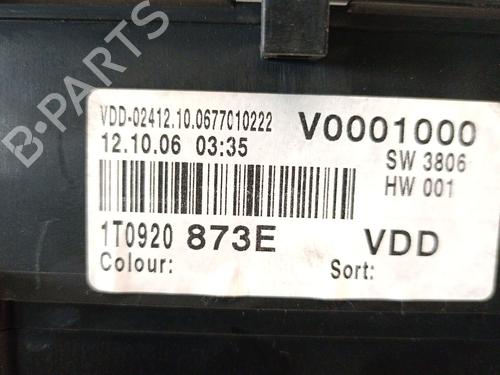 VDD-02412.10.0677010222 V0001000
12.10.06 03:35 SW 3806
HW 001
1T0920 873E VDD
Colour: Sort:
B-PARTS